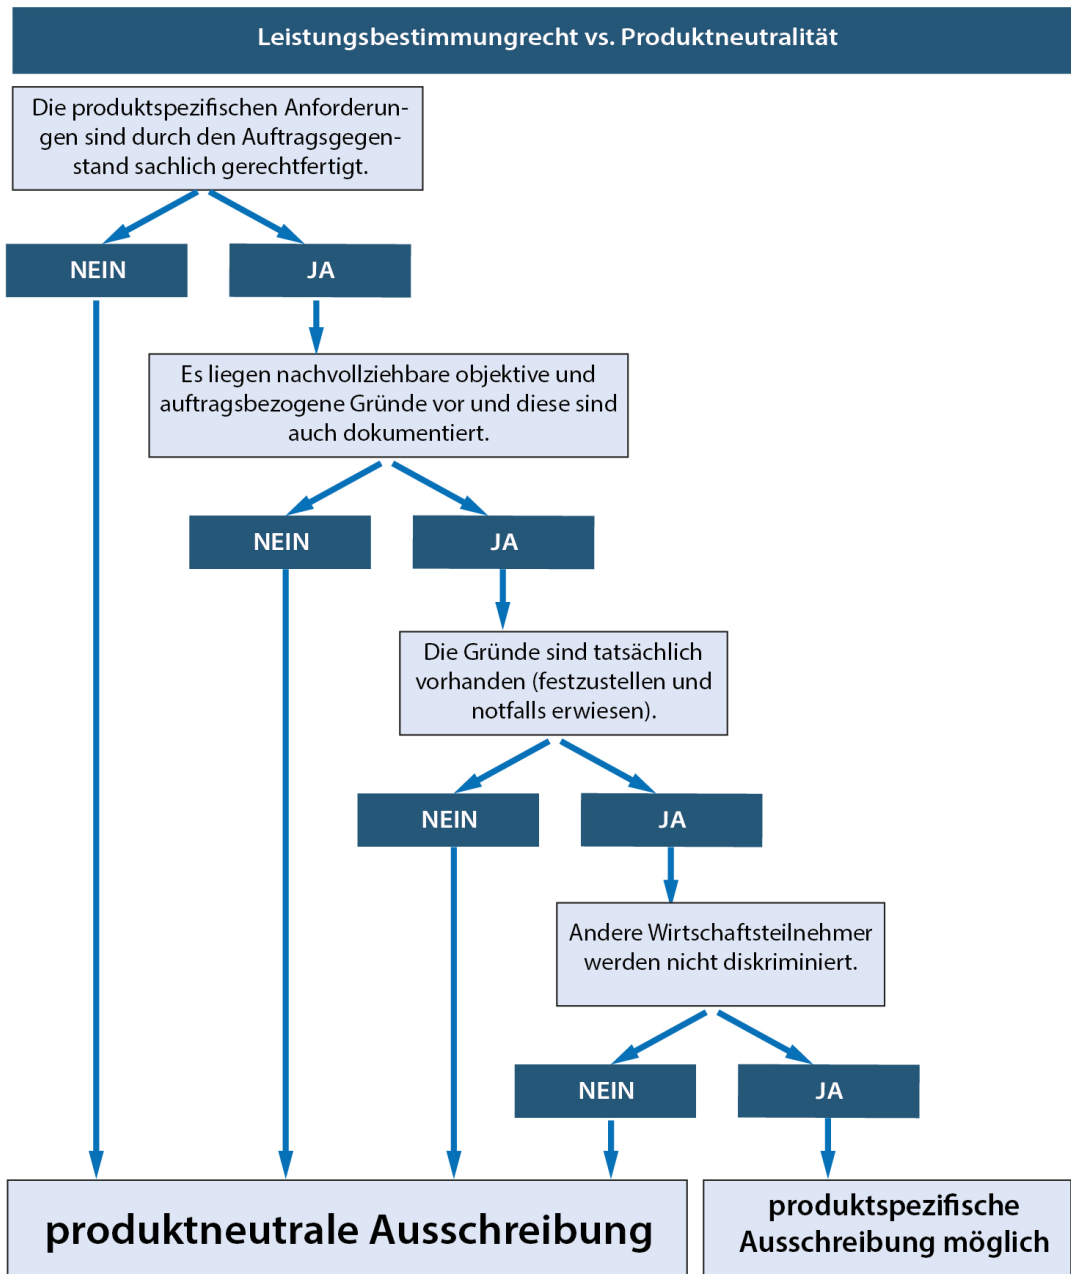 Leistungsbestimmungrecht vs. Produktneutralität
Die produktspezifischen Anforderun-
gen sind durch den Auftragsgegen-
stand sachlich gerechtfertigt.
NEIN
JA
Es liegen nachvollziehbare objektive und
auftragsbezogene Gründe vor und diese sind
auch dokumentiert.
NEIN
JA
Die Gründe sind tatsächlich
vorhanden (festzustellen und
notfalls erwiesen).
NEIN
JA
Andere Wirtschaftsteilnehmer
werden nicht diskriminiert.
NEIN
JA
produktneutrale Ausschreibung
produktspezifische
Ausschreibung möglich